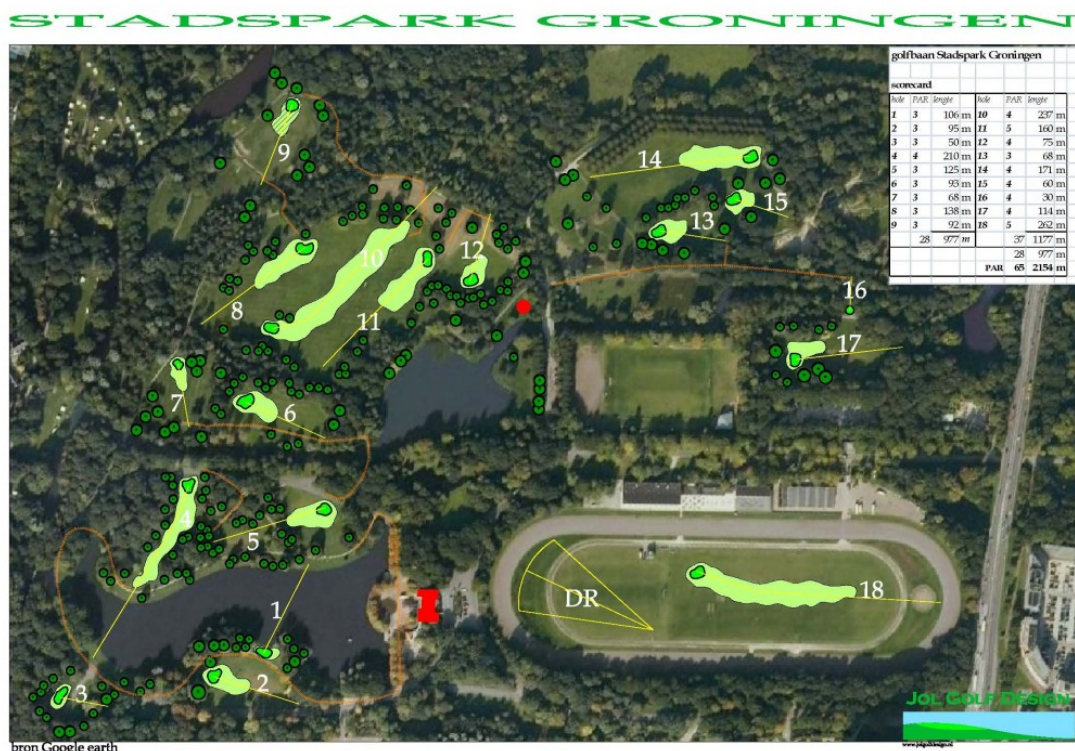 STADSPARK GRONINGEN
golfbaan Stadspark Groningen
scorecard
hole PAR lengte hole PAR lengte
1 3 106 m 10 4 237 m
2 3 95 m 11 5 160 m
3 3 50 m 12 4 75 m
4 4 210 m 13 3 68 m
5 3 125 m 14 4 171 m
6 3 93 m 15 4 60 m
7 3 68 m 16 4 30 m
8 3 138 m 17 4 114 m
9 3 92 m 18 5 262 m
28 977 m 37 1177 m
28 977 m
PAR 65 2154 m
9
14
15
13
12
10
8
11
16
17
7
6
4
5
1
DR
18
3
2
JOL GOLF DESIGN
www.jolgolfdesign.nl
bron Google earth